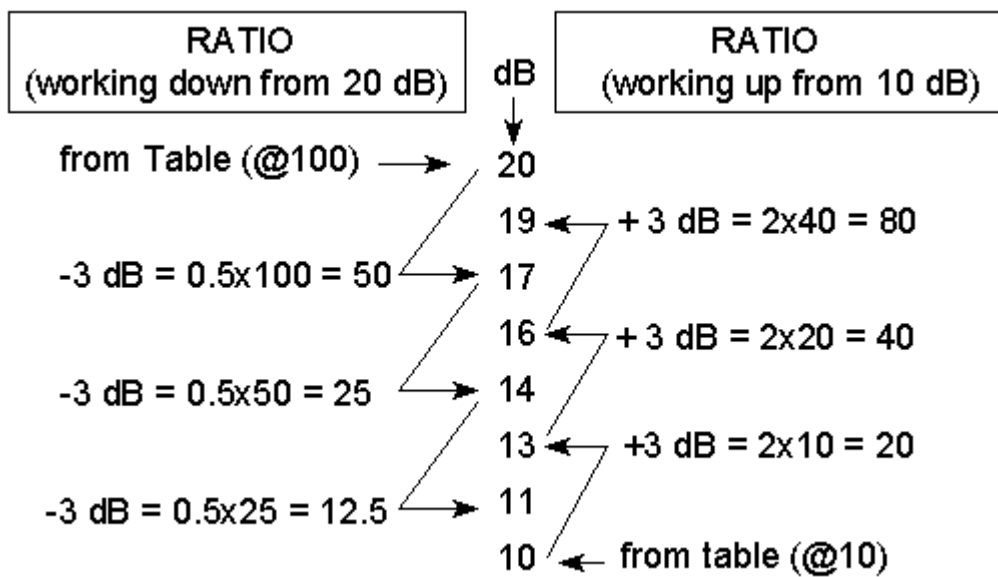 RATIO
(working down from 20 dB)
dB
RATIO
(working up from 10 dB)
from Table (@100)
20
19
+ 3 dB = 2x40 = 80
-3 dB = 0.5x100 = 50
17
16
+ 3 dB = 2x20 = 40
-3 dB = 0.5x50 = 25
14
13
+3 dB = 2x10 = 20
-3 dB = 0.5x25 = 12.5
11
10
from table (@10)